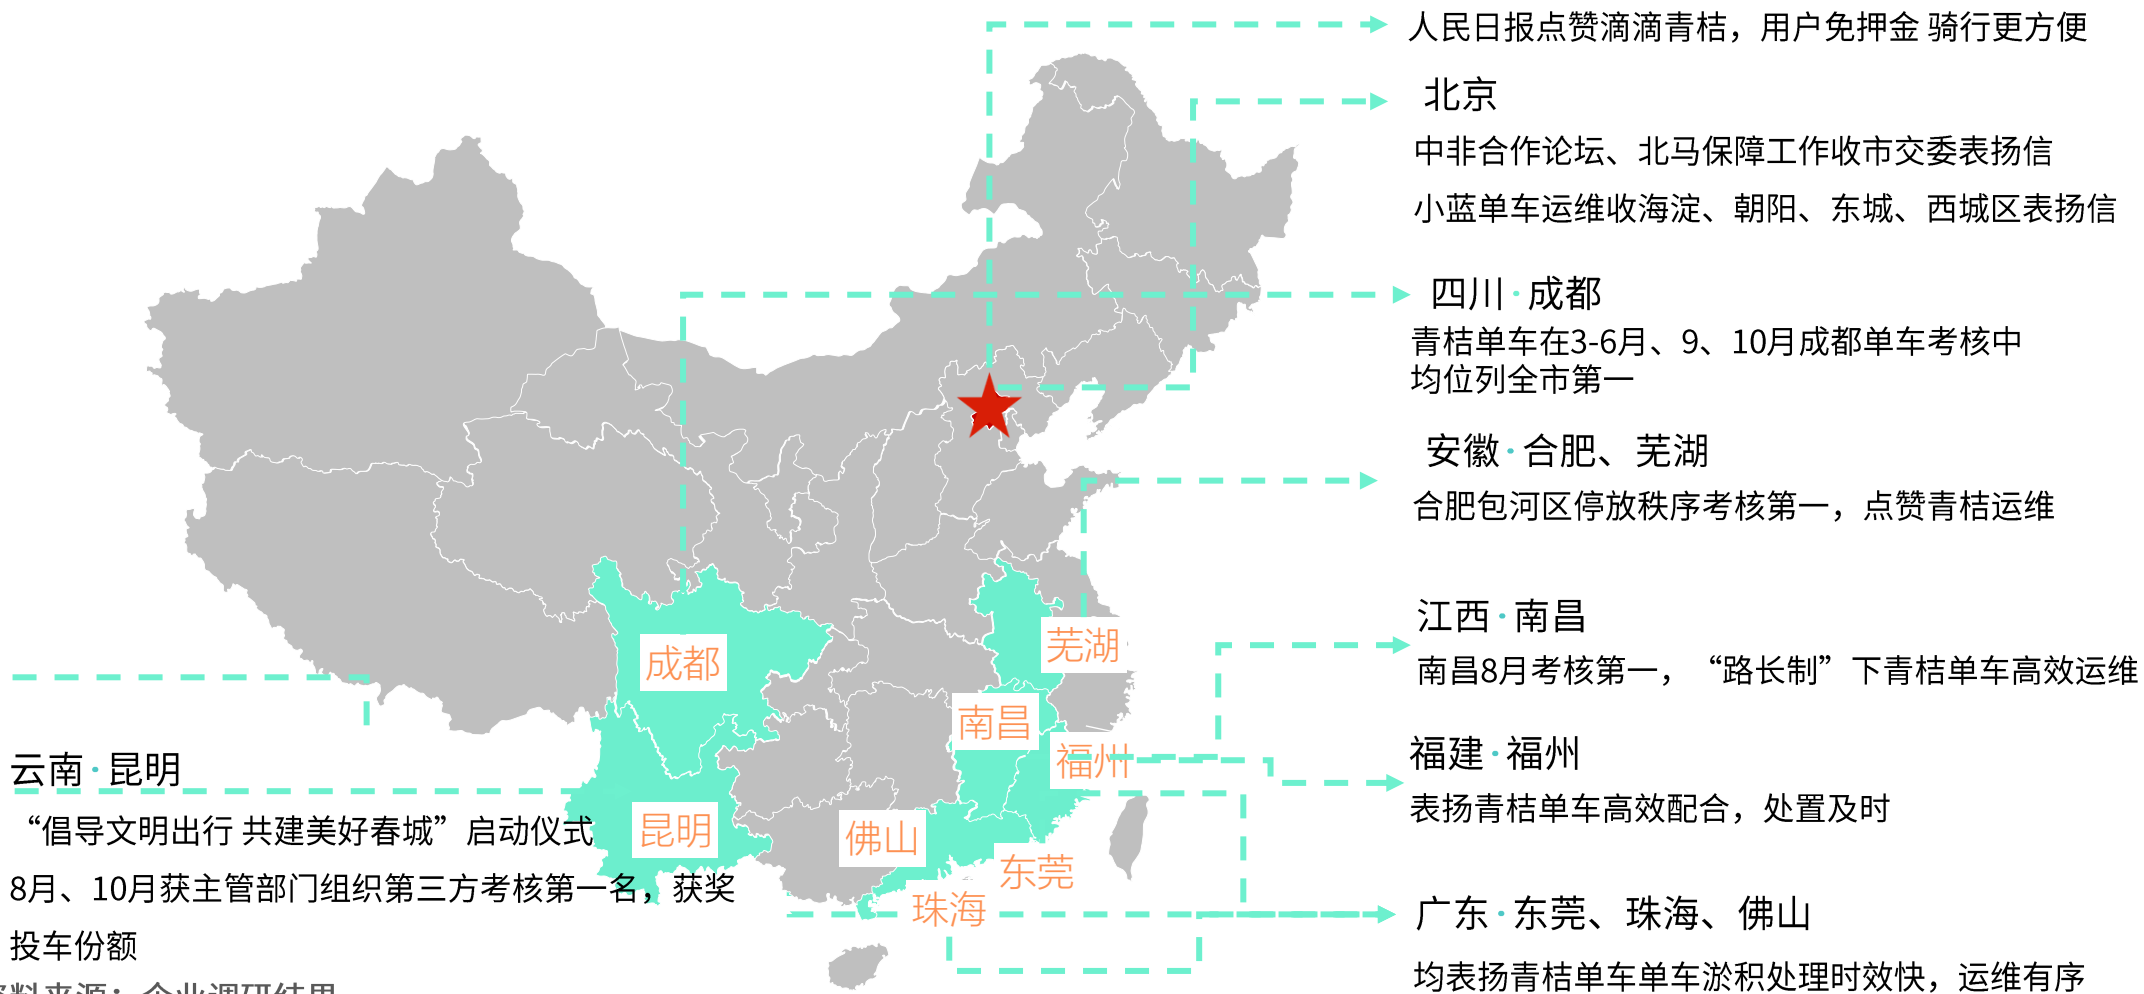 人民日报点赞滴滴青桔，用户免押金 骑行更方便
北京
中非合作论坛、北马保障工作收市交委表扬信
小蓝单车运维收海淀、朝阳、东城、西城区表扬信
四川·成都
青桔单车在3-6月、9、10月成都单车考核中
均位列全市第一
安徽·合肥、芜湖
合肥包河区停放秩序考核第一，点赞青桔运维
江西·南昌
南昌8月考核第一，“路长制”下青桔单车高效运维
福建·福州
表扬青桔单车高效配合，处置及时
广东·东莞、珠海、佛山
均表扬青桔单车单车淤积处理时效快，运维有序
芜湖
成都
南昌
福州
昆明
佛山
东莞
珠海
云南·昆明
“倡导文明出行 共建美好春城”启动仪式
8月、10月获主管部门组织第三方考核第一名，获奖
投车份额
资料来源：企业调研结果